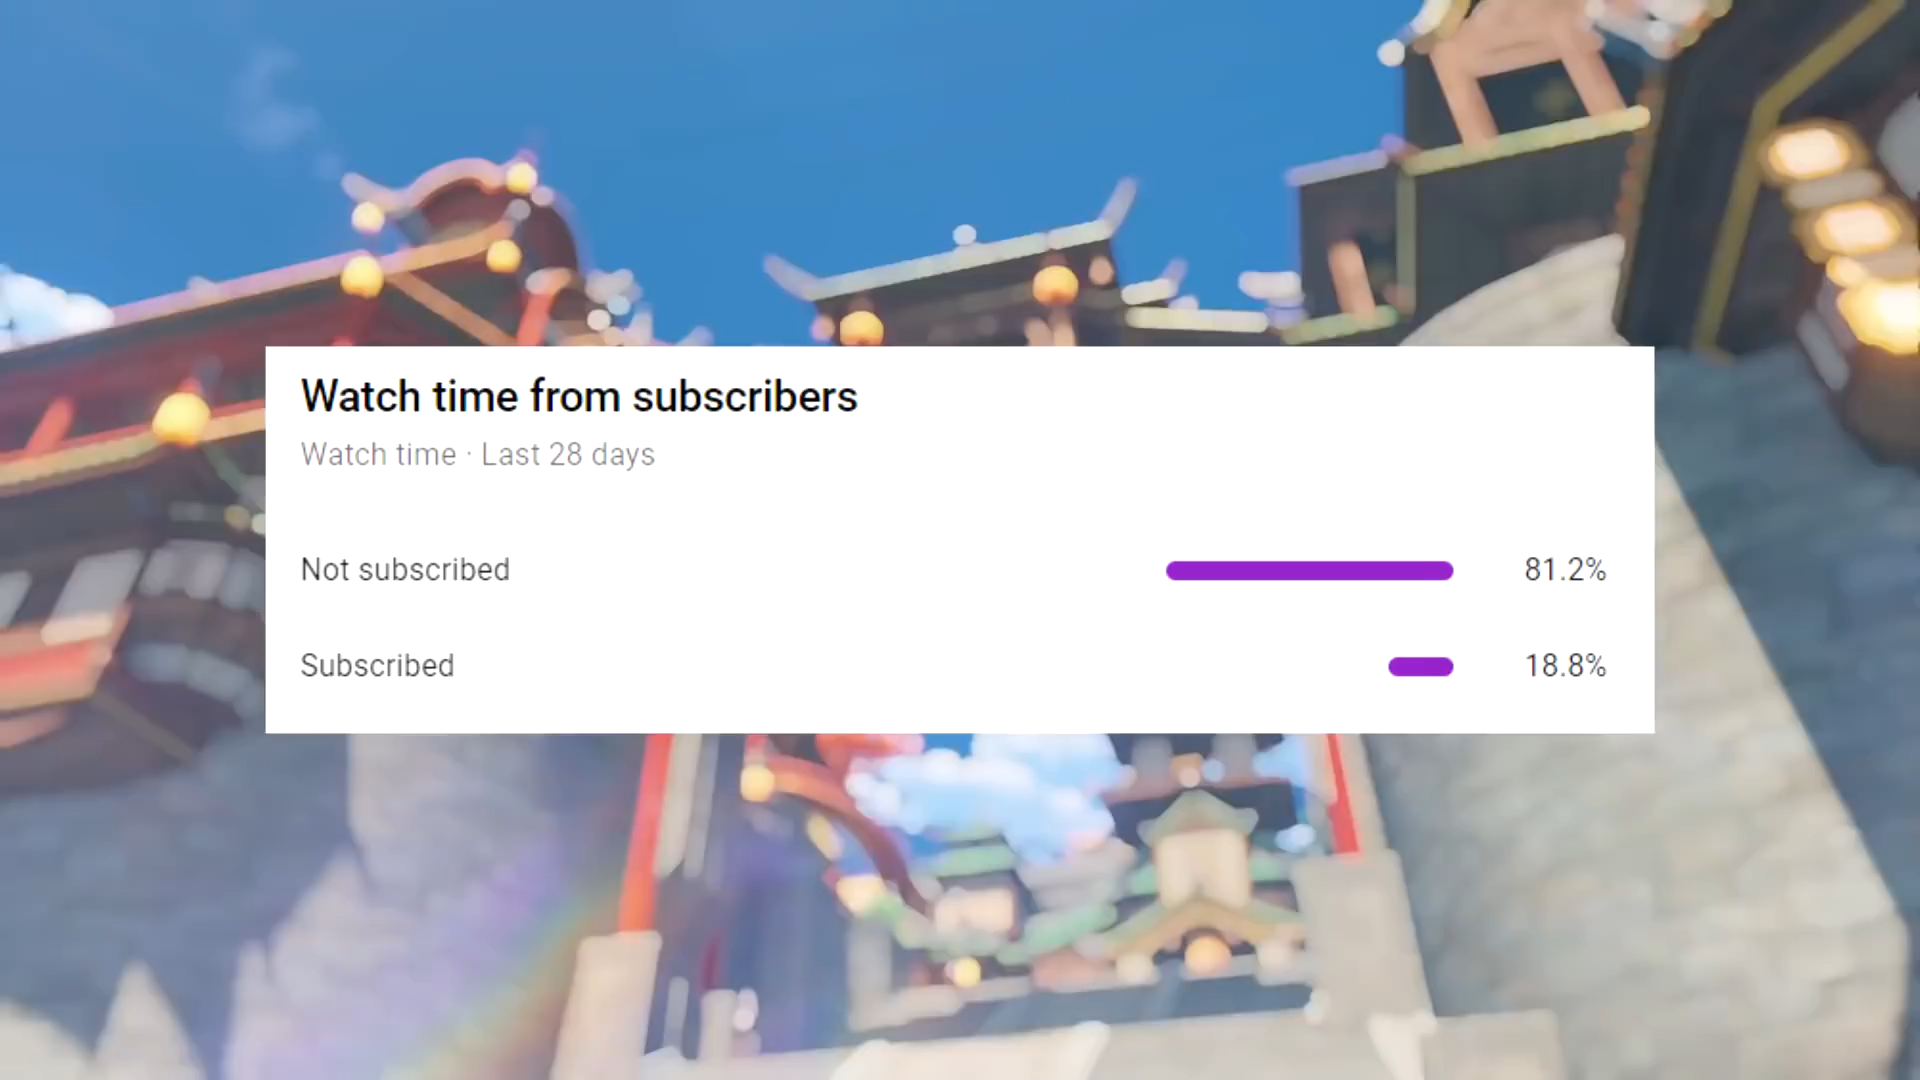 Watch time from subscribers
Watch time · Last 28 days
Not subscribed 81.2%
Subscribed 18.8%